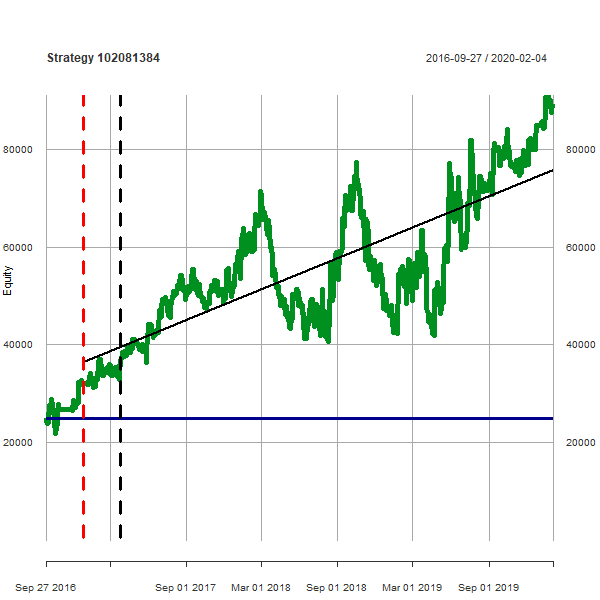 Strategy 102081384
2016-09-27 / 2020-02-04
80000
80000
60000
60000
Equity
40000
40000
20000
20000
Sep 27 2016
Sep 01 2017
Mar 01 2018
Sep 01 2018
Mar 01 2019
Sep 01 2019